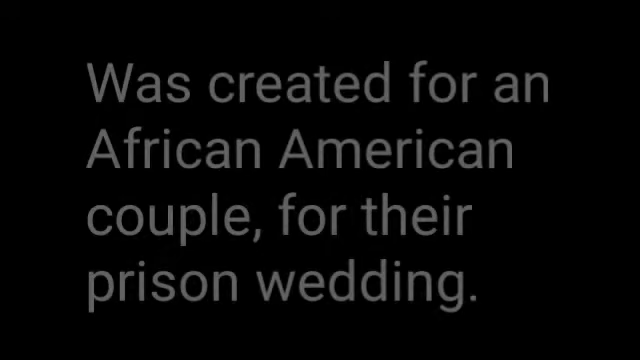 Was created for an
African American
couple, for their
prison wedding.